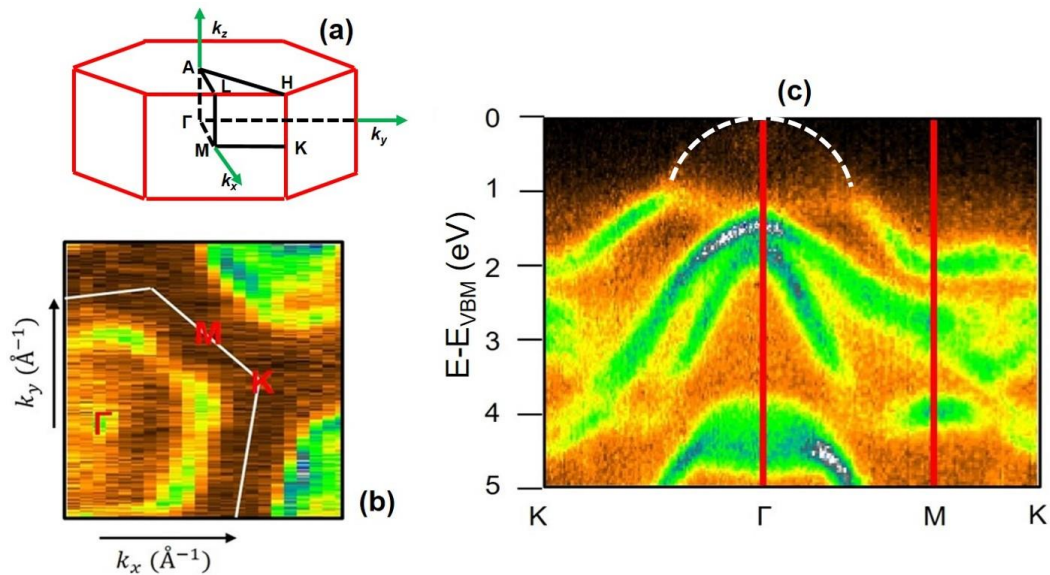 (a)
k_z
A
L
H
Γ
k_y
M
K
k_x
(b)
k_y (Å⁻¹)
M
K
Γ
k_x (Å⁻¹)
(c)
E-E_VBM (eV)
0
1
2
3
4
5
K
Γ
M
K